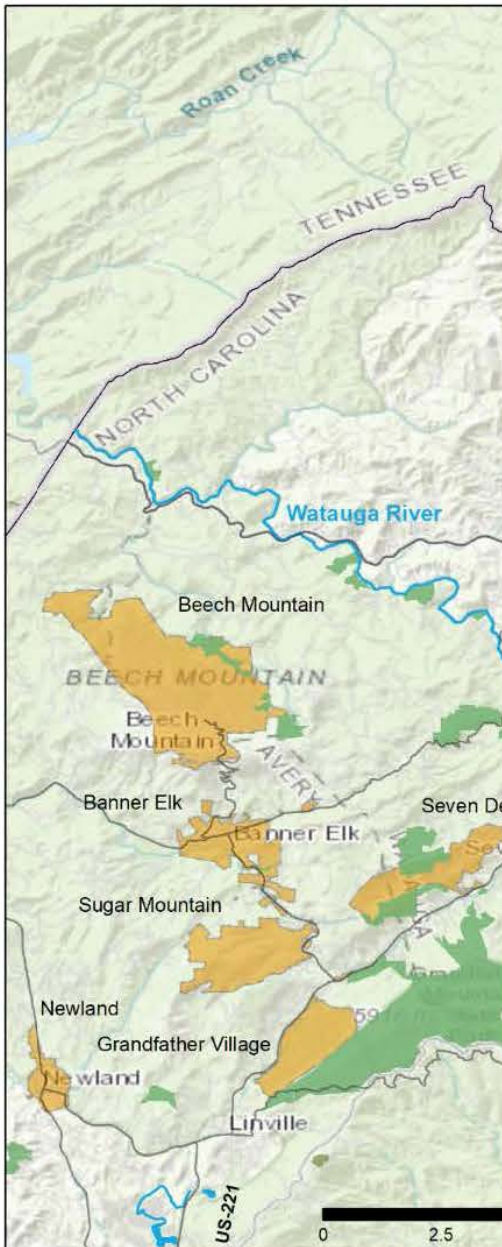 Roan Creek
TENNESSEE
NORTH CAROLINA
Watauga River
Beech Mountain
BEECH MOUNTAIN
Beech
Mountain
AVERY
Banner Elk
Banner Elk
Seven De
Sugar Mountain
Newland
Grandfather Village
Newland
Linville
US-221
0
2.5